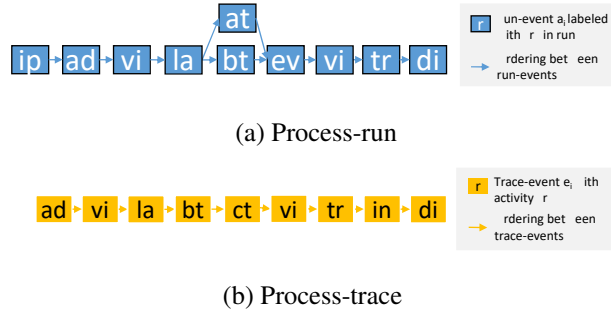 at
ip ad vi la bt ev vi tr di
r un-event aᵢ labeled
ith r in run
rdering bet een
run-events
(a) Process-run
ad vi la bt ct vi tr in di
r Trace-event eᵢ ith
activity r
rdering bet een
trace-events
(b) Process-trace